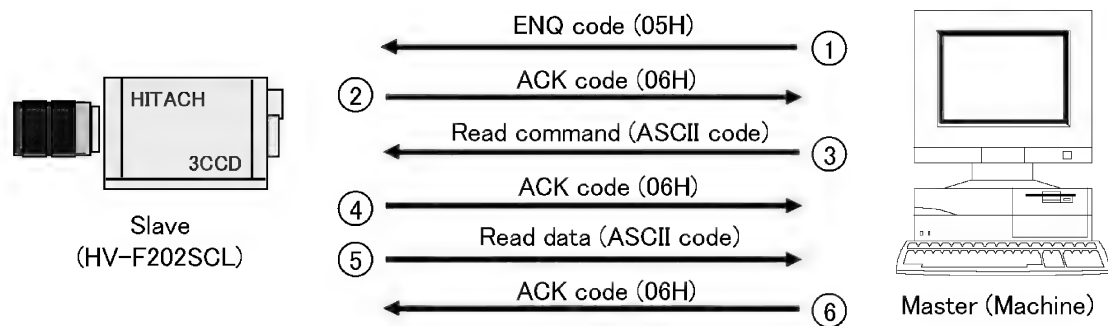 ENQ code (05H)
①
ACK code (06H)
②
HITACH
Read command (ASCII code)
③
3CCD
ACK code (06H)
④
Slave
(HV-F202SCL)
Read data (ASCII code)
⑤
ACK code (06H)
⑥
Master (Machine)